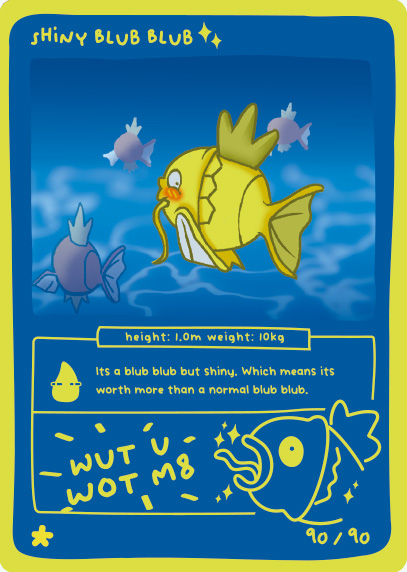 SHiNY BLUB BLUB
height: 1.0m weight: 10kg
Its a blub blub but shiny. Which means its
worth more than a normal blub blub.
WUT U
WOT M8
90/90